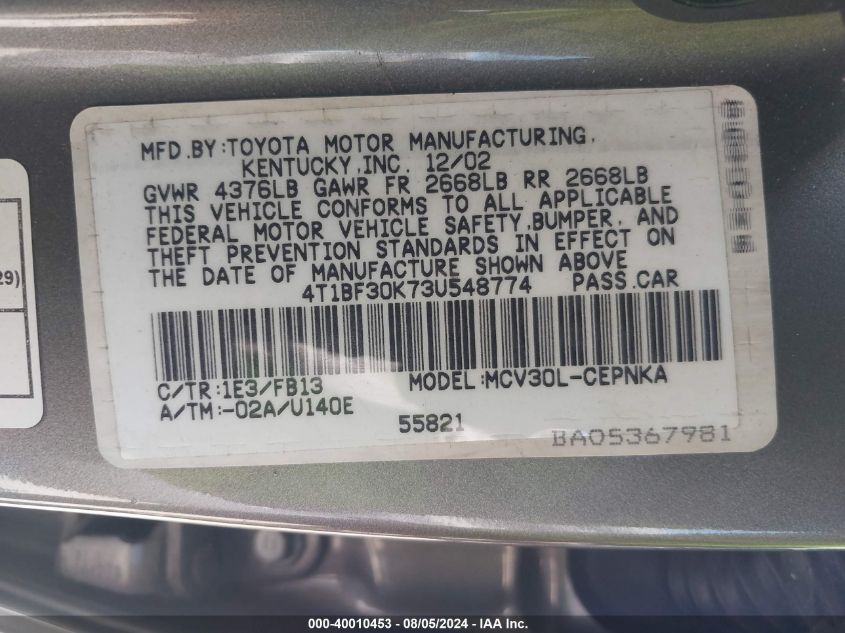 MFD.BY:TOYOTA MOTOR MANUFACTURING,
KENTUCKY,INC. 12/02
GVWR 4376LB GAWR FR 2668LB RR 2668LB
THIS VEHICLE CONFORMS TO ALL APPLICABLE
FEDERAL MOTOR VEHICLE SAFETY,BUMPER, AND
THEFT PREVENTION STANDARDS IN EFFECT ON
THE DATE OF MANUFACTURE SHOWN ABOVE
4T1BF30K73U548774 PASS.CAR
C/TR:1E3/FB13 MODEL:MCV30L-CEPNKA
A/TM:-02A/U140E
55821
BA05367981
29)
000-40010453 - 08/05/2024 - IAA Inc.